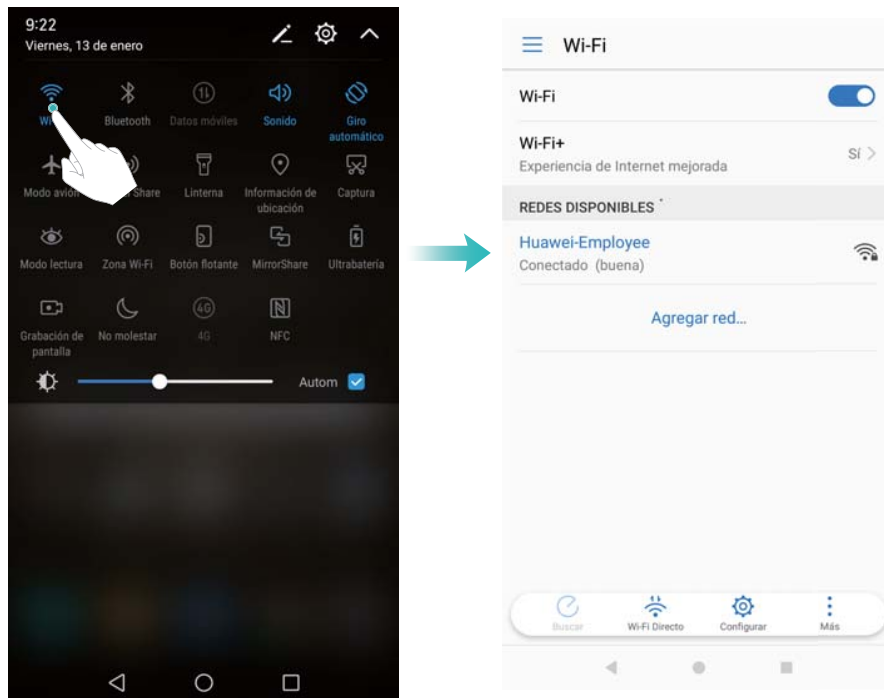 9:22
Viernes, 13 de enero
Bluetooth
Datos móviles
Sonido
Giro
automático
Modo avión
Share
Linterna
Información de
ubicación
Captura
Modo lectura
Zona Wi-Fi
Botón flotante
MirrorShare
Ultrabatería
Grabación de
pantalla
No molestar
4G
4G
NFC
Autom
Wi-Fi
Wi-Fi
Wi-Fi+
Experiencia de Internet mejorada
Sí
REDES DISPONIBLES
Huawei-Employee
Conectado (buena)
Agregar red...
Buscar
Wi-Fi Directo
Configurar
Más